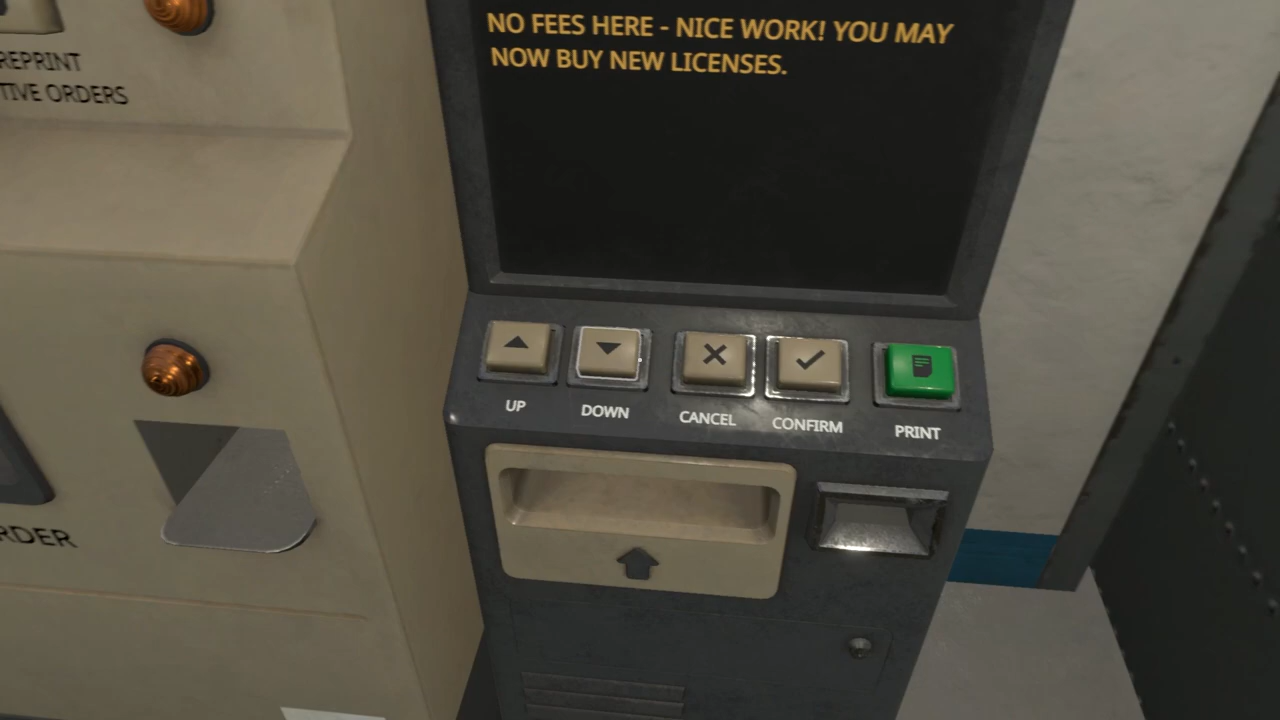 NO FEES HERE - NICE WORK! YOU MAY
NOW BUY NEW LICENSES.
REPRINT
TIVE ORDERS
UP
DOWN
CANCEL
CONFIRM
PRINT
RDER